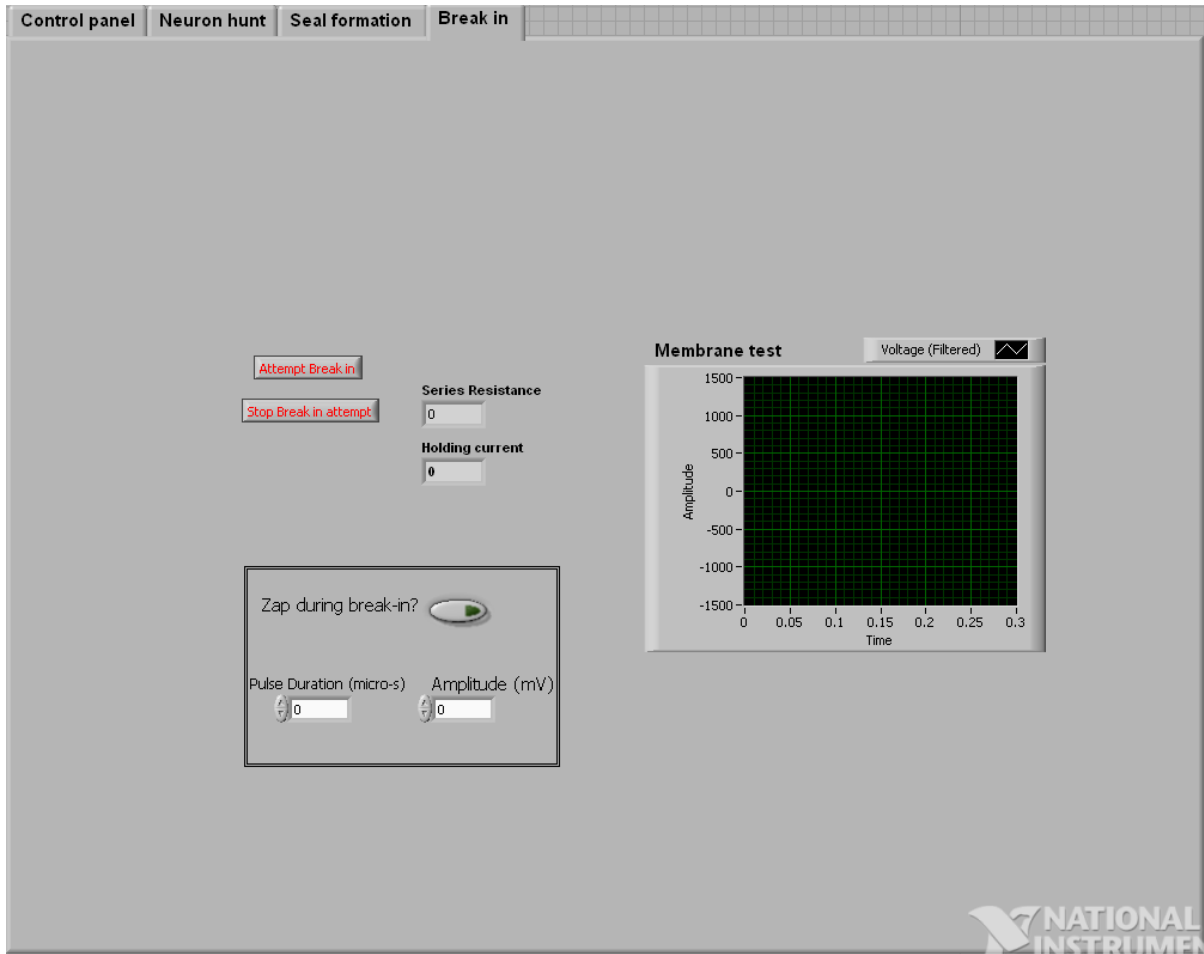 Control panel
Neuron hunt
Seal formation
Break in
Attempt Break in
Stop Break in attempt
Series Resistance
0
Holding current
0
Zap during break-in?
Pulse Duration (micro-s)
0
Amplitude (mV)
0
Membrane test
Voltage (Filtered)
Amplitude
1500
1000
500
0
-500
-1000
-1500
0 0.05 0.1 0.15 0.2 0.25 0.3
Time
NATIONAL
INSTRUMEN